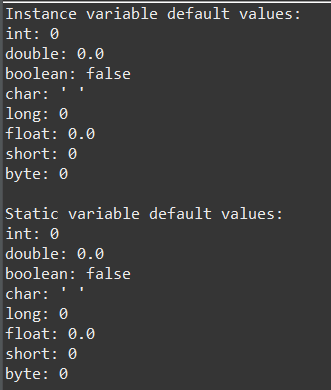 Instance variable default values:
int: 0
double: 0.0
boolean: false
char: ' '
long: 0
float: 0.0
short: 0
byte: 0

Static variable default values:
int: 0
double: 0.0
boolean: false
char: ' '
long: 0
float: 0.0
short: 0
byte: 0